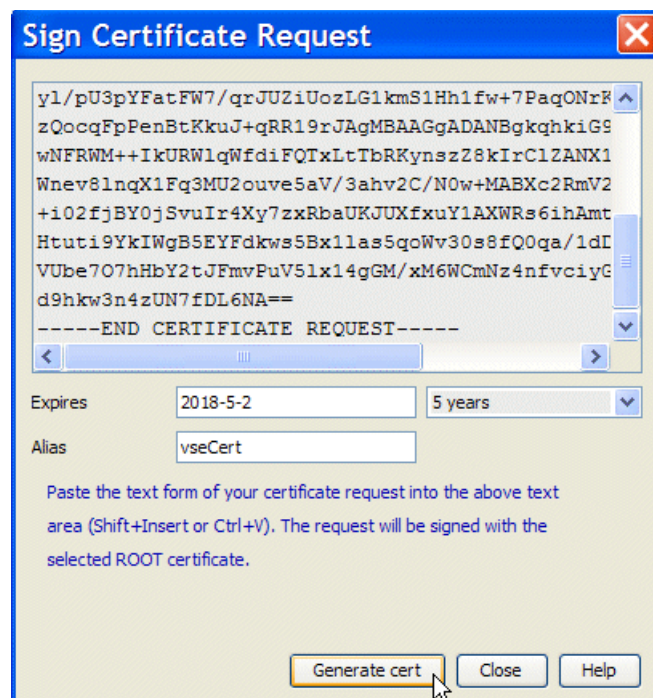 Sign Certificate Request
yl/pU3pYFatFW7/qrJUZiUozLG1kmS1Hh1fw+7PaqONrK
zQocqFpPenBtKkuJ+qRR19rJAgMBAAGgADANBgkqhkiG9
wNFRWM++IkURWlqWfdiFQTxLtTbRKynszZ8kIrClZANX1
Wnev8lnqX1Fq3MU2ouve5aV/3ahv2C/N0w+MABXc2RmV2
+i02fjBY0jSvuIr4Xy7zxRbaUKJUXfxuY1AXWRs6ihAmt
Htuti9YkIWgB5EYFdkws5Bx1las5qoWv30s8fQ0qa/1dD
VUbe7O7hHbY2tJFmvPuV5lx14gGM/xM6WCmNz4nfvciyG
d9hkw3n4zUN7fDL6NA==
-----END CERTIFICATE REQUEST-----
Expires 2018-5-2 5 years
Alias vseCert
Paste the text form of your certificate request into the above text
area (Shift+Insert or Ctrl+V). The request will be signed with the
selected ROOT certificate.
Generate cert Close Help